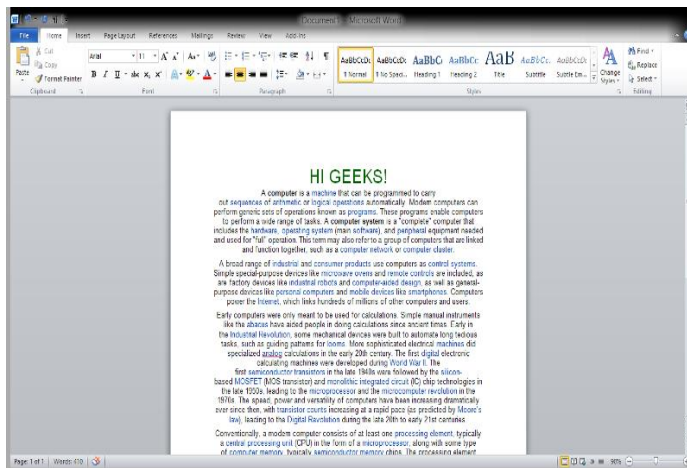 Document - Microsoft Word
File Home Insert Page Layout References Mailings Review View Add-Ins
Cut
Copy
Format Painter
Paste
Clipboard
Arial 11
Font
Paragraph
AaBbCcDc AaBbCcDc AaBbC AaBbCc AaB AaBbCc. AaBbCcDc
¶ Normal ¶ No Spaci... Heading 1 Heading 2 Title Subtitle Subtle Em...
Styles
Change
Styles
Find
Replace
Select
Editing
HI GEEKS!
A computer is a machine that can be programmed to carry
out sequences of arithmetic or logical operations automatically. Modern computers can
perform generic sets of operations known as programs. These programs enable computers
to perform a wide range of tasks. A computer system is a "complete" computer that
includes the hardware, operating system (main software), and peripheral equipment needed
and used for "full" operation. This term may also refer to a group of computers that are linked
and function together, such as a computer network or computer cluster.
A broad range of industrial and consumer products use computers as control systems.
Simple special-purpose devices like microwave ovens and remote controls are included, as
are factory devices like industrial robots and computer-aided design, as well as general-
purpose devices like personal computers and mobile devices like smartphones. Computers
power the Internet, which links hundreds of millions of other computers and users.
Early computers were only meant to be used for calculations. Simple manual instruments
like the abacus have aided people in doing calculations since ancient times. Early in
the Industrial Revolution, some mechanical devices were built to automate long tedious
tasks, such as guiding patterns for looms. More sophisticated electrical machines did
specialized analog calculations in the early 20th century. The first digital electronic
calculating machines were developed during World War II. The
first semiconductor transistors in the late 1940s were followed by the silicon-
based MOSFET (MOS transistor) and monolithic integrated circuit (IC) chip technologies in
the late 1950s, leading to the microprocessor and the microcomputer revolution in the
1970s. The speed, power and versatility of computers have been increasing dramatically
ever since then, with transistor counts increasing at a rapid pace (as predicted by Moore's
law), leading to the Digital Revolution during the late 20th to early 21st centuries.
Conventionally, a modern computer consists of at least one processing element, typically
a central processing unit (CPU) in the form of a microprocessor, along with some type
of computer memory, typically semiconductor memory chips. The processing element
Page: 1 of 1 Words: 410 90%